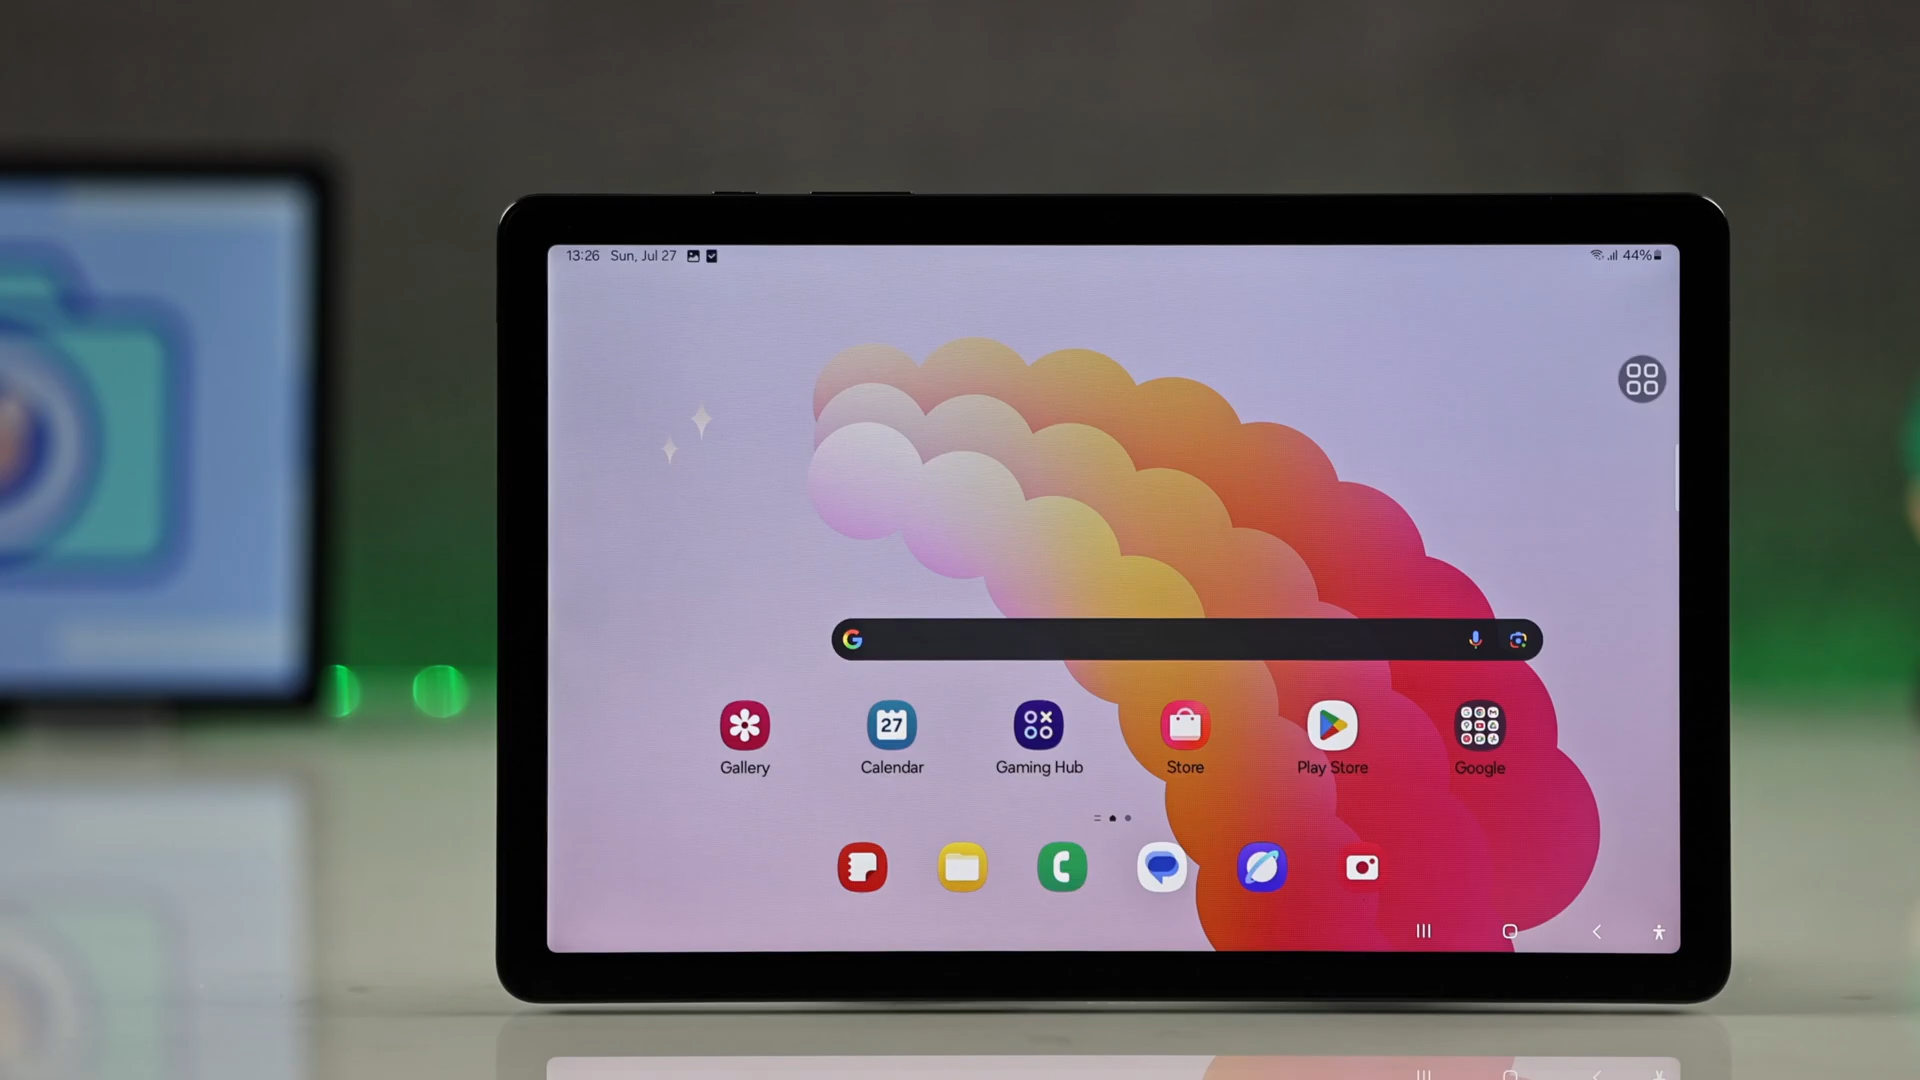 13:26 Sun, Jul 27
44%
G
27
Gallery
Calendar
Gaming Hub
Store
Play Store
Google